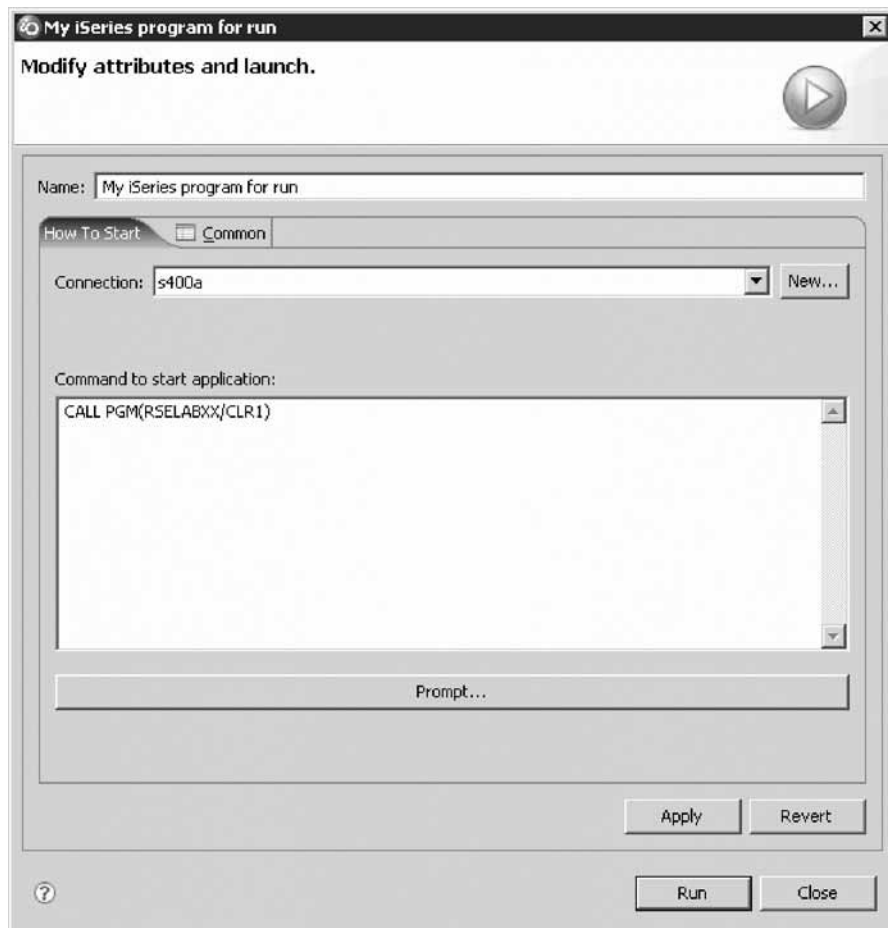 My iSeries program for run
Modify attributes and launch.
Name: My iSeries program for run
How To Start Common
Connection: s400a New...
Command to start application:
CALL PGM(RSELABXX/CLR1)
Prompt...
Apply Revert
? Run Close